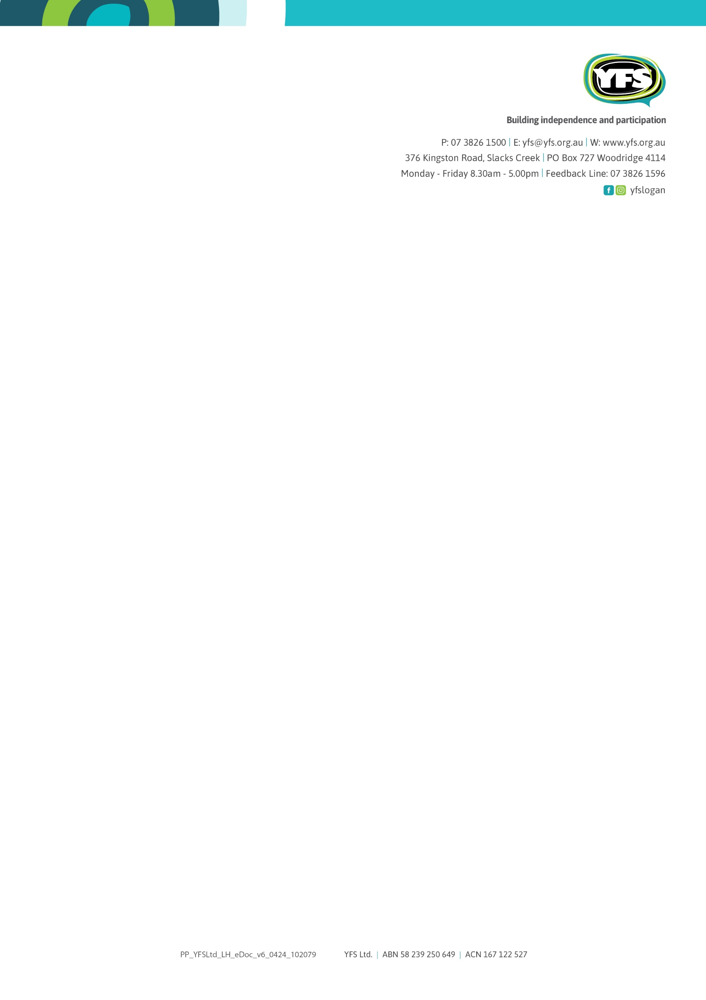 YFS
Building independence and participation
P: 07 3826 1500 | E: yfs@yfs.org.au | W: www.yfs.org.au
376 Kingston Road, Slacks Creek | PO Box 727 Woodridge 4114
Monday - Friday 8.30am - 5.00pm | Feedback Line: 07 3826 1596
yfslogan
PP_YFSLtd_LH_eDoc_v6_0424_102079 YFS Ltd. | ABN 58 239 250 649 | ACN 167 122 527